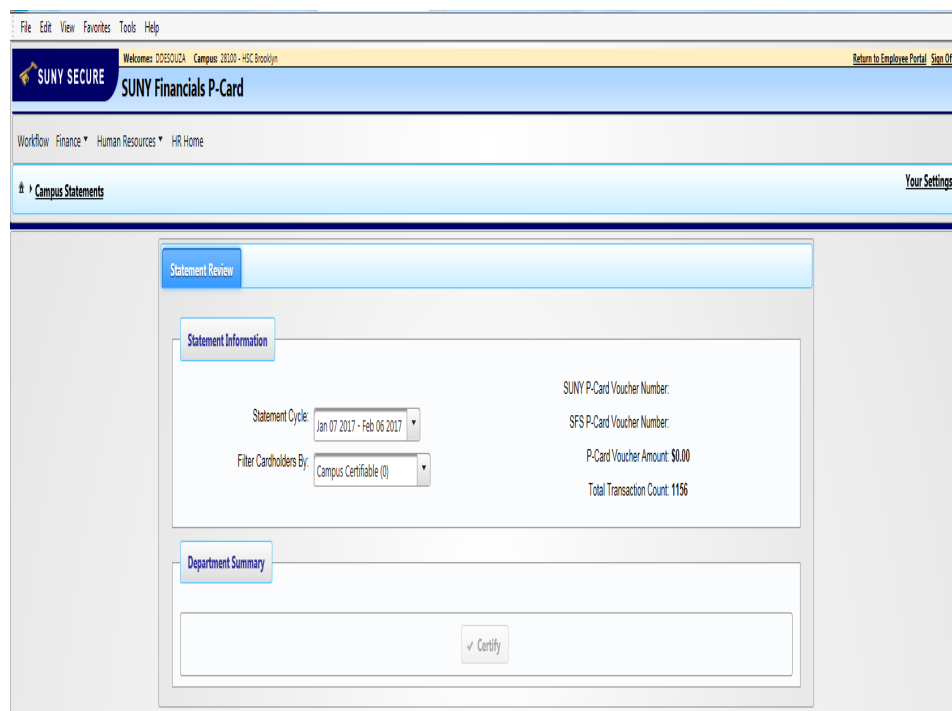 File Edit View Favorites Tools Help
Welcome: DDESOUZA Campus: 28100 - HSC Brooklyn Return to Employee Portal Sign Of
SUNY SECURE
SUNY Financials P-Card
Workflow Finance Human Resources HR Home
Campus Statements Your Settings
Statement Review
Statement Information
SUNY P-Card Voucher Number:
Statement Cycle: Jan 07 2017 - Feb 06 2017
SFS P-Card Voucher Number:
Filter Cardholders By: Campus Certifiable (0)
P-Card Voucher Amount: $0.00
Total Transaction Count: 1156
Department Summary
✓ Certify